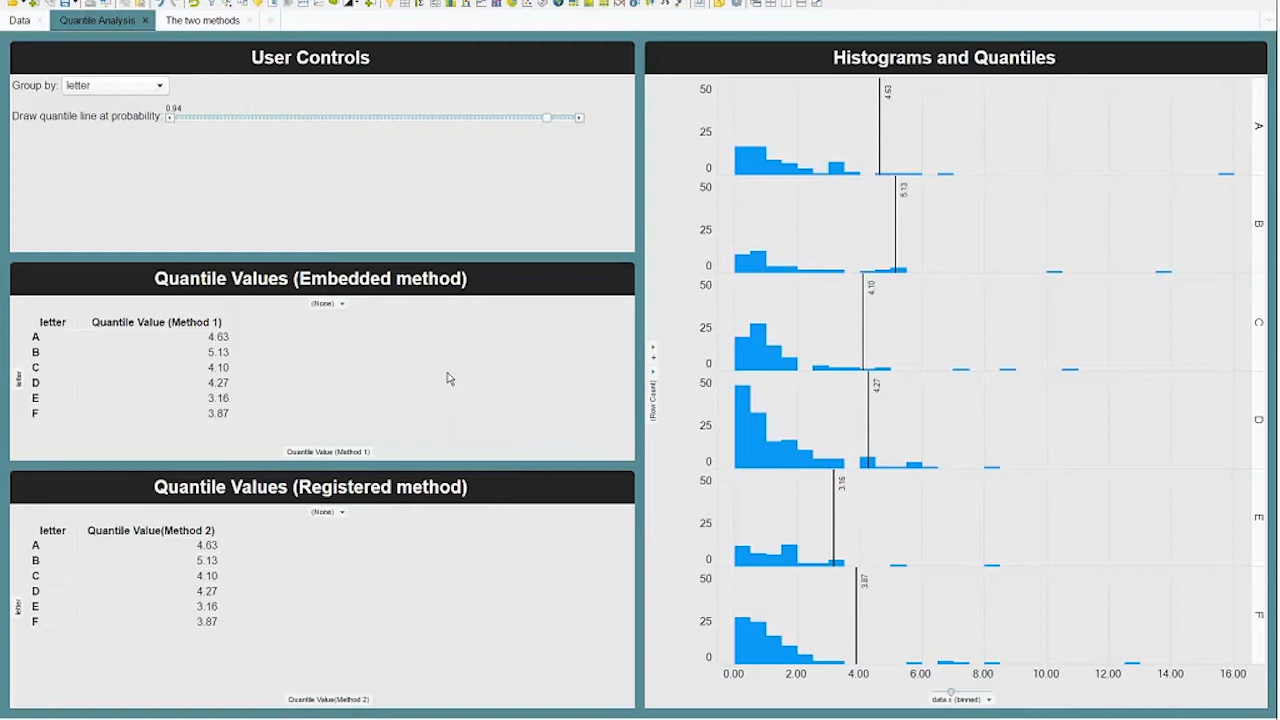 Data
Quantile Analysis ×
The two methods ×
+
User Controls
Group by: letter
0.94
Draw quantile line at probability:
Quantile Values (Embedded method)
(None)
letter Quantile Value (Method 1)
A 4.63
B 5.13
C 4.10
D 4.27
E 3.16
F 3.87
letter
Quantile Value (Method 1)
Quantile Values (Registered method)
(None)
letter Quantile Value(Method 2)
A 4.63
B 5.13
C 4.10
D 4.27
E 3.16
F 3.87
letter
Quantile Value(Method 2)
Histograms and Quantiles
(Row Count)
+
50
25
0
4.63
A
50
25
0
5.13
B
50
25
0
4.10
C
50
25
0
4.27
D
50
25
0
3.16
E
50
25
0
3.87
F
0.00 2.00 4.00 6.00 8.00 10.00 12.00 14.00 16.00
data.x (binned)